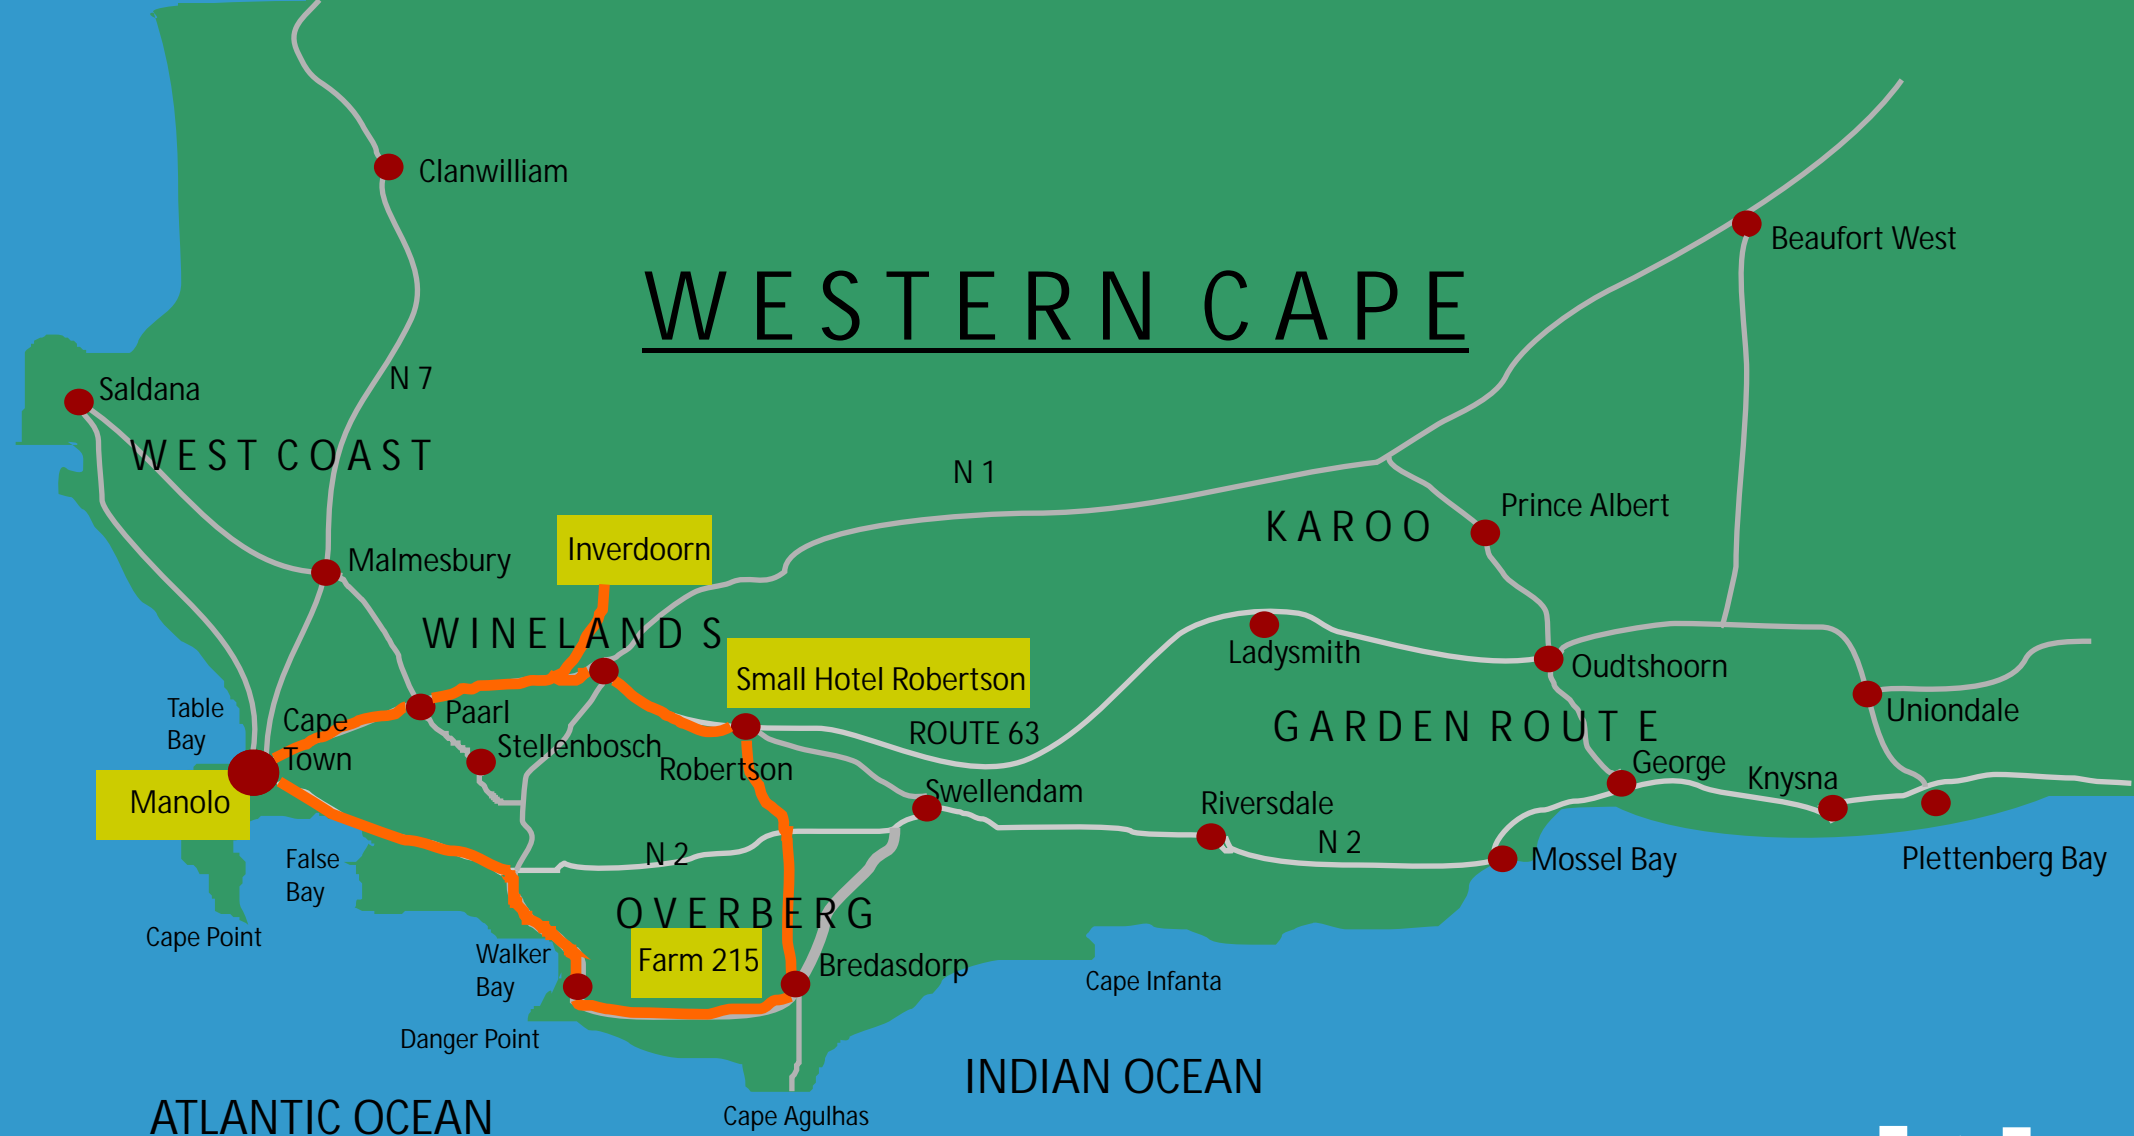 Clanwilliam
Beaufort West
WESTERN CAPE
N 7
Saldana
WEST COAST
N 1
Prince Albert
KAROO
Inverdoorn
Malmesbury
WINELANDS
Small Hotel Robertson
Ladysmith
Oudtshoorn
Table
Bay
Cape
Town
Paarl
Uniondale
ROUTE 63
GARDEN ROUTE
Stellenbosch
Robertson
George
Knysna
Manolo
Swellendam
Riversdale
N 2
N 2
False
Bay
Mossel Bay
Plettenberg Bay
OVERBERG
Cape Point
Walker
Bay
Farm 215
Bredasdorp
Cape Infanta
Danger Point
INDIAN OCEAN
ATLANTIC OCEAN
Cape Agulhas